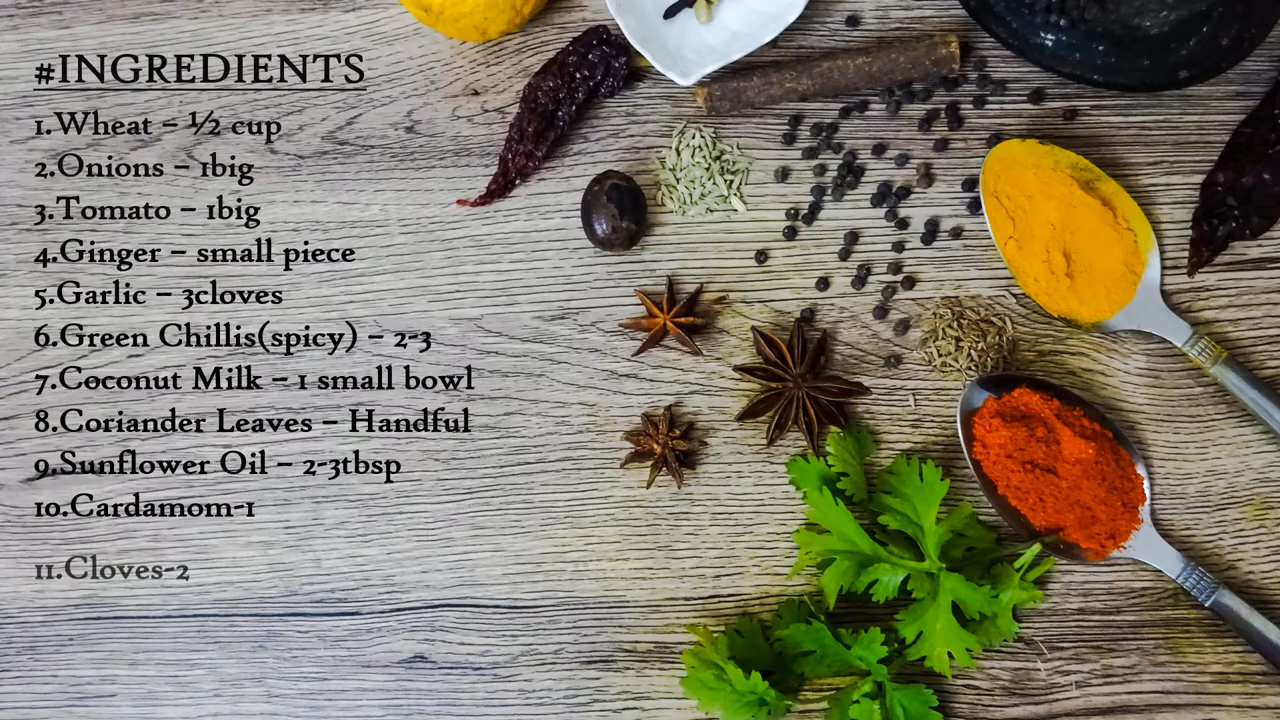 #INGREDIENTS
1.Wheat – ½ cup
2.Onions – 1big
3.Tomato – 1big
4.Ginger – small piece
5.Garlic – 3cloves
6.Green Chillis(spicy) – 2-3
7.Coconut Milk – 1 small bowl
8.Coriander Leaves – Handful
9.Sunflower Oil – 2-3tbsp
10.Cardamom-1
11.Cloves-2